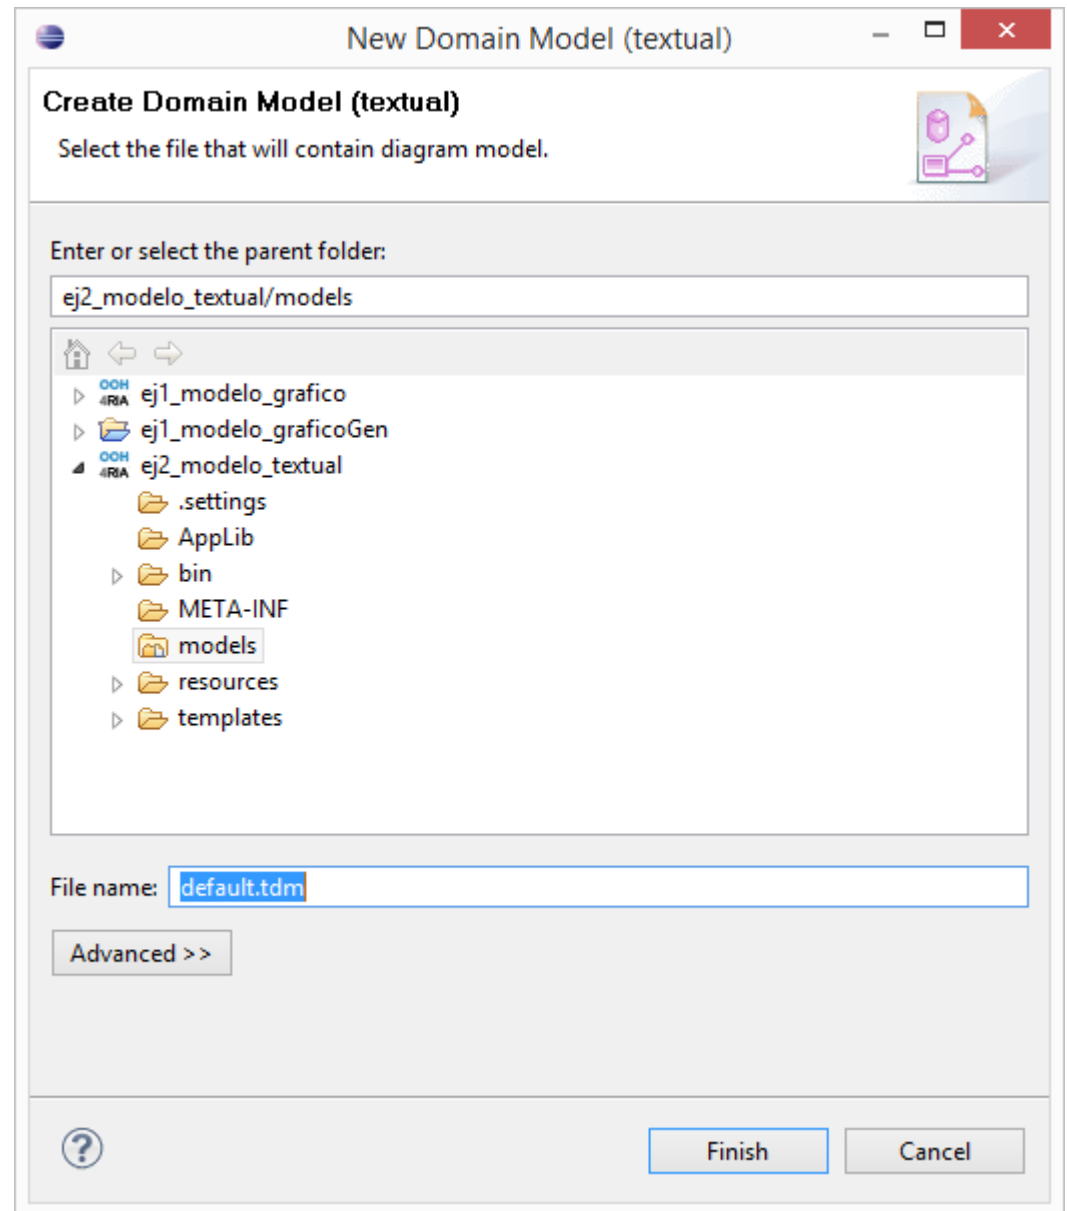 New Domain Model (textual)
Create Domain Model (textual)
Select the file that will contain diagram model.
Enter or select the parent folder:
ej2_modelo_textual/models
OOH 4RIA ej1_modelo_grafico
ej1_modelo_graficoGen
OOH 4RIA ej2_modelo_textual
.settings
AppLib
bin
META-INF
models
resources
templates
File name: default.tdm
Advanced >>
?
Finish Cancel